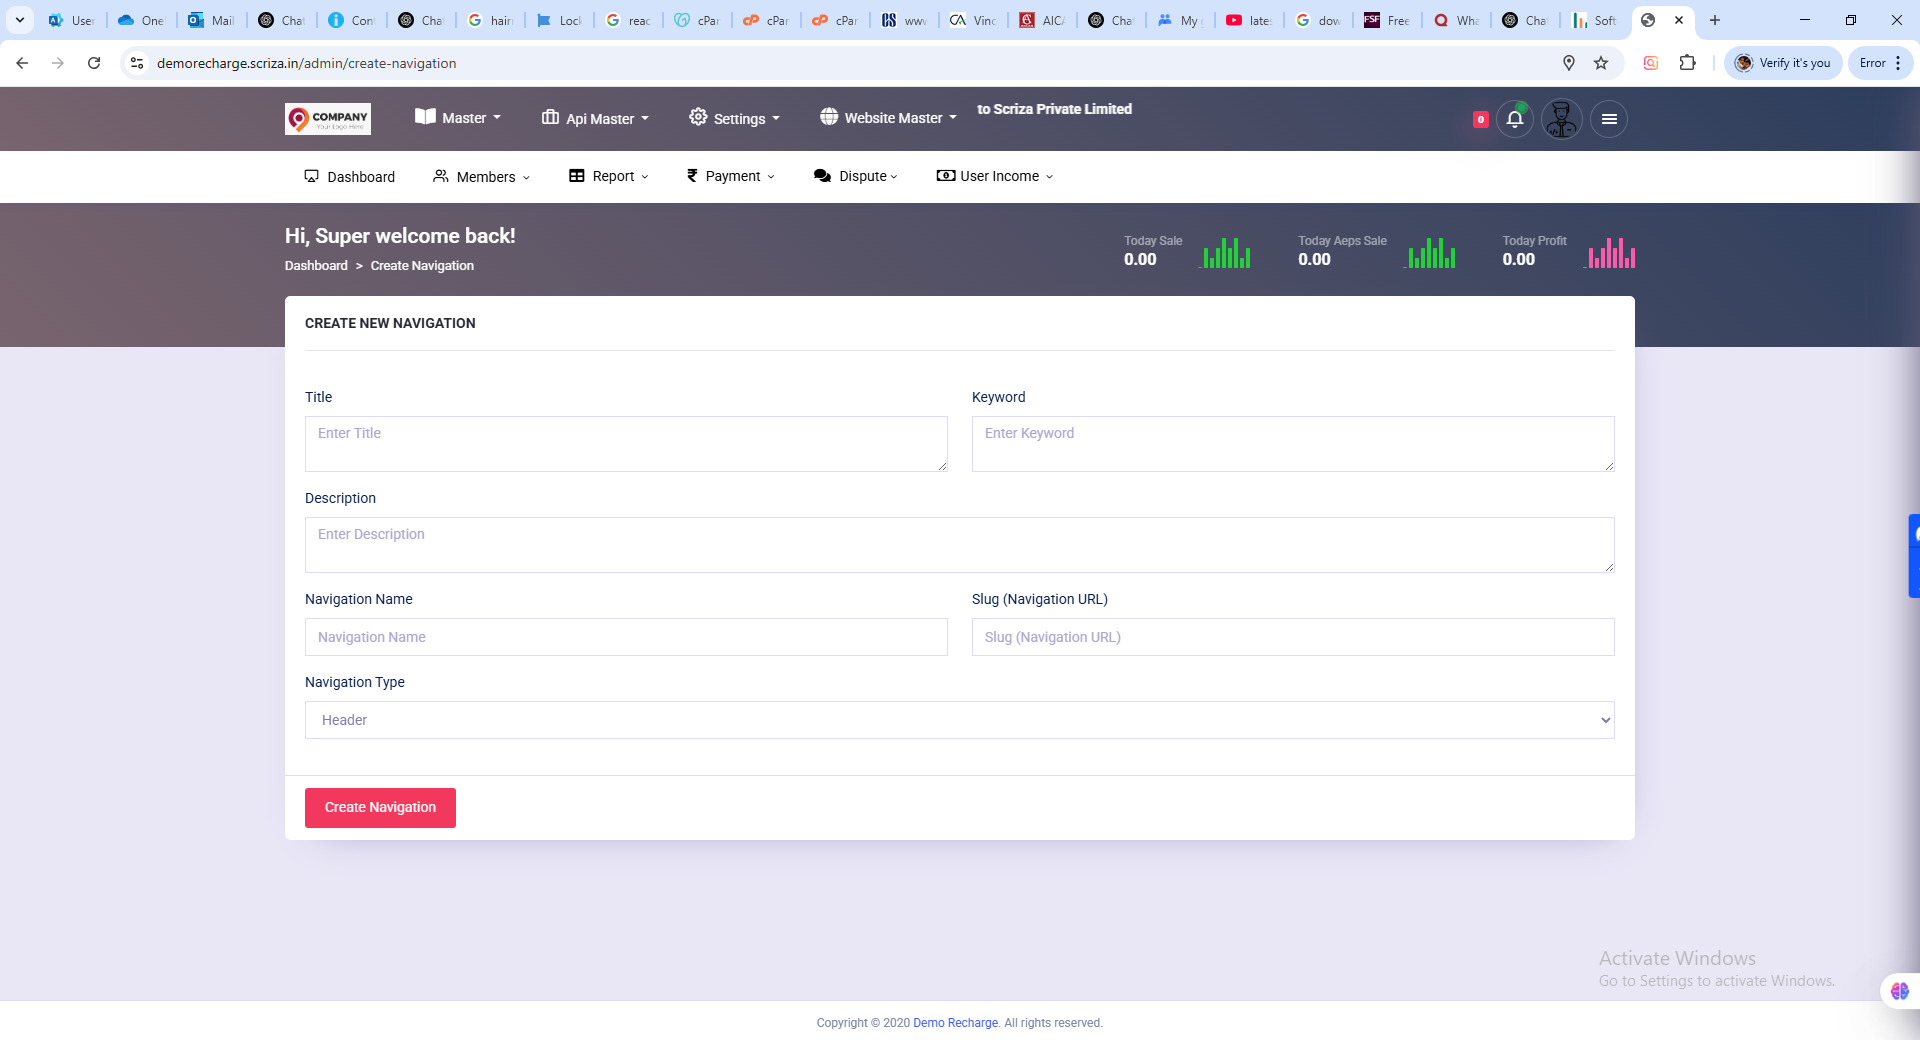 User
One
Mail
Chat
Con
Chat
hair
Lock
reac
cPar
cPar
cPar
www
Vinc
AICA
Chat
My
late
dow
Free
Wha
Chat
Soft
demorecharge.scriza.in/admin/create-navigation
Verify it's you
Error
COMPANY
Your Logo Here
Master
Api Master
Settings
Website Master
to Scriza Private Limited
0
Dashboard
Members
Report
Payment
Dispute
User Income
Hi, Super welcome back!
Dashboard > Create Navigation
Today Sale
0.00
Today Aeps Sale
0.00
Today Profit
0.00
CREATE NEW NAVIGATION
Title
Keyword
Enter Title
Enter Keyword
Description
Enter Description
Navigation Name
Slug (Navigation URL)
Navigation Name
Slug (Navigation URL)
Navigation Type
Header
Create Navigation
Activate Windows
Go to Settings to activate Windows.
Copyright © 2020 Demo Recharge. All rights reserved.